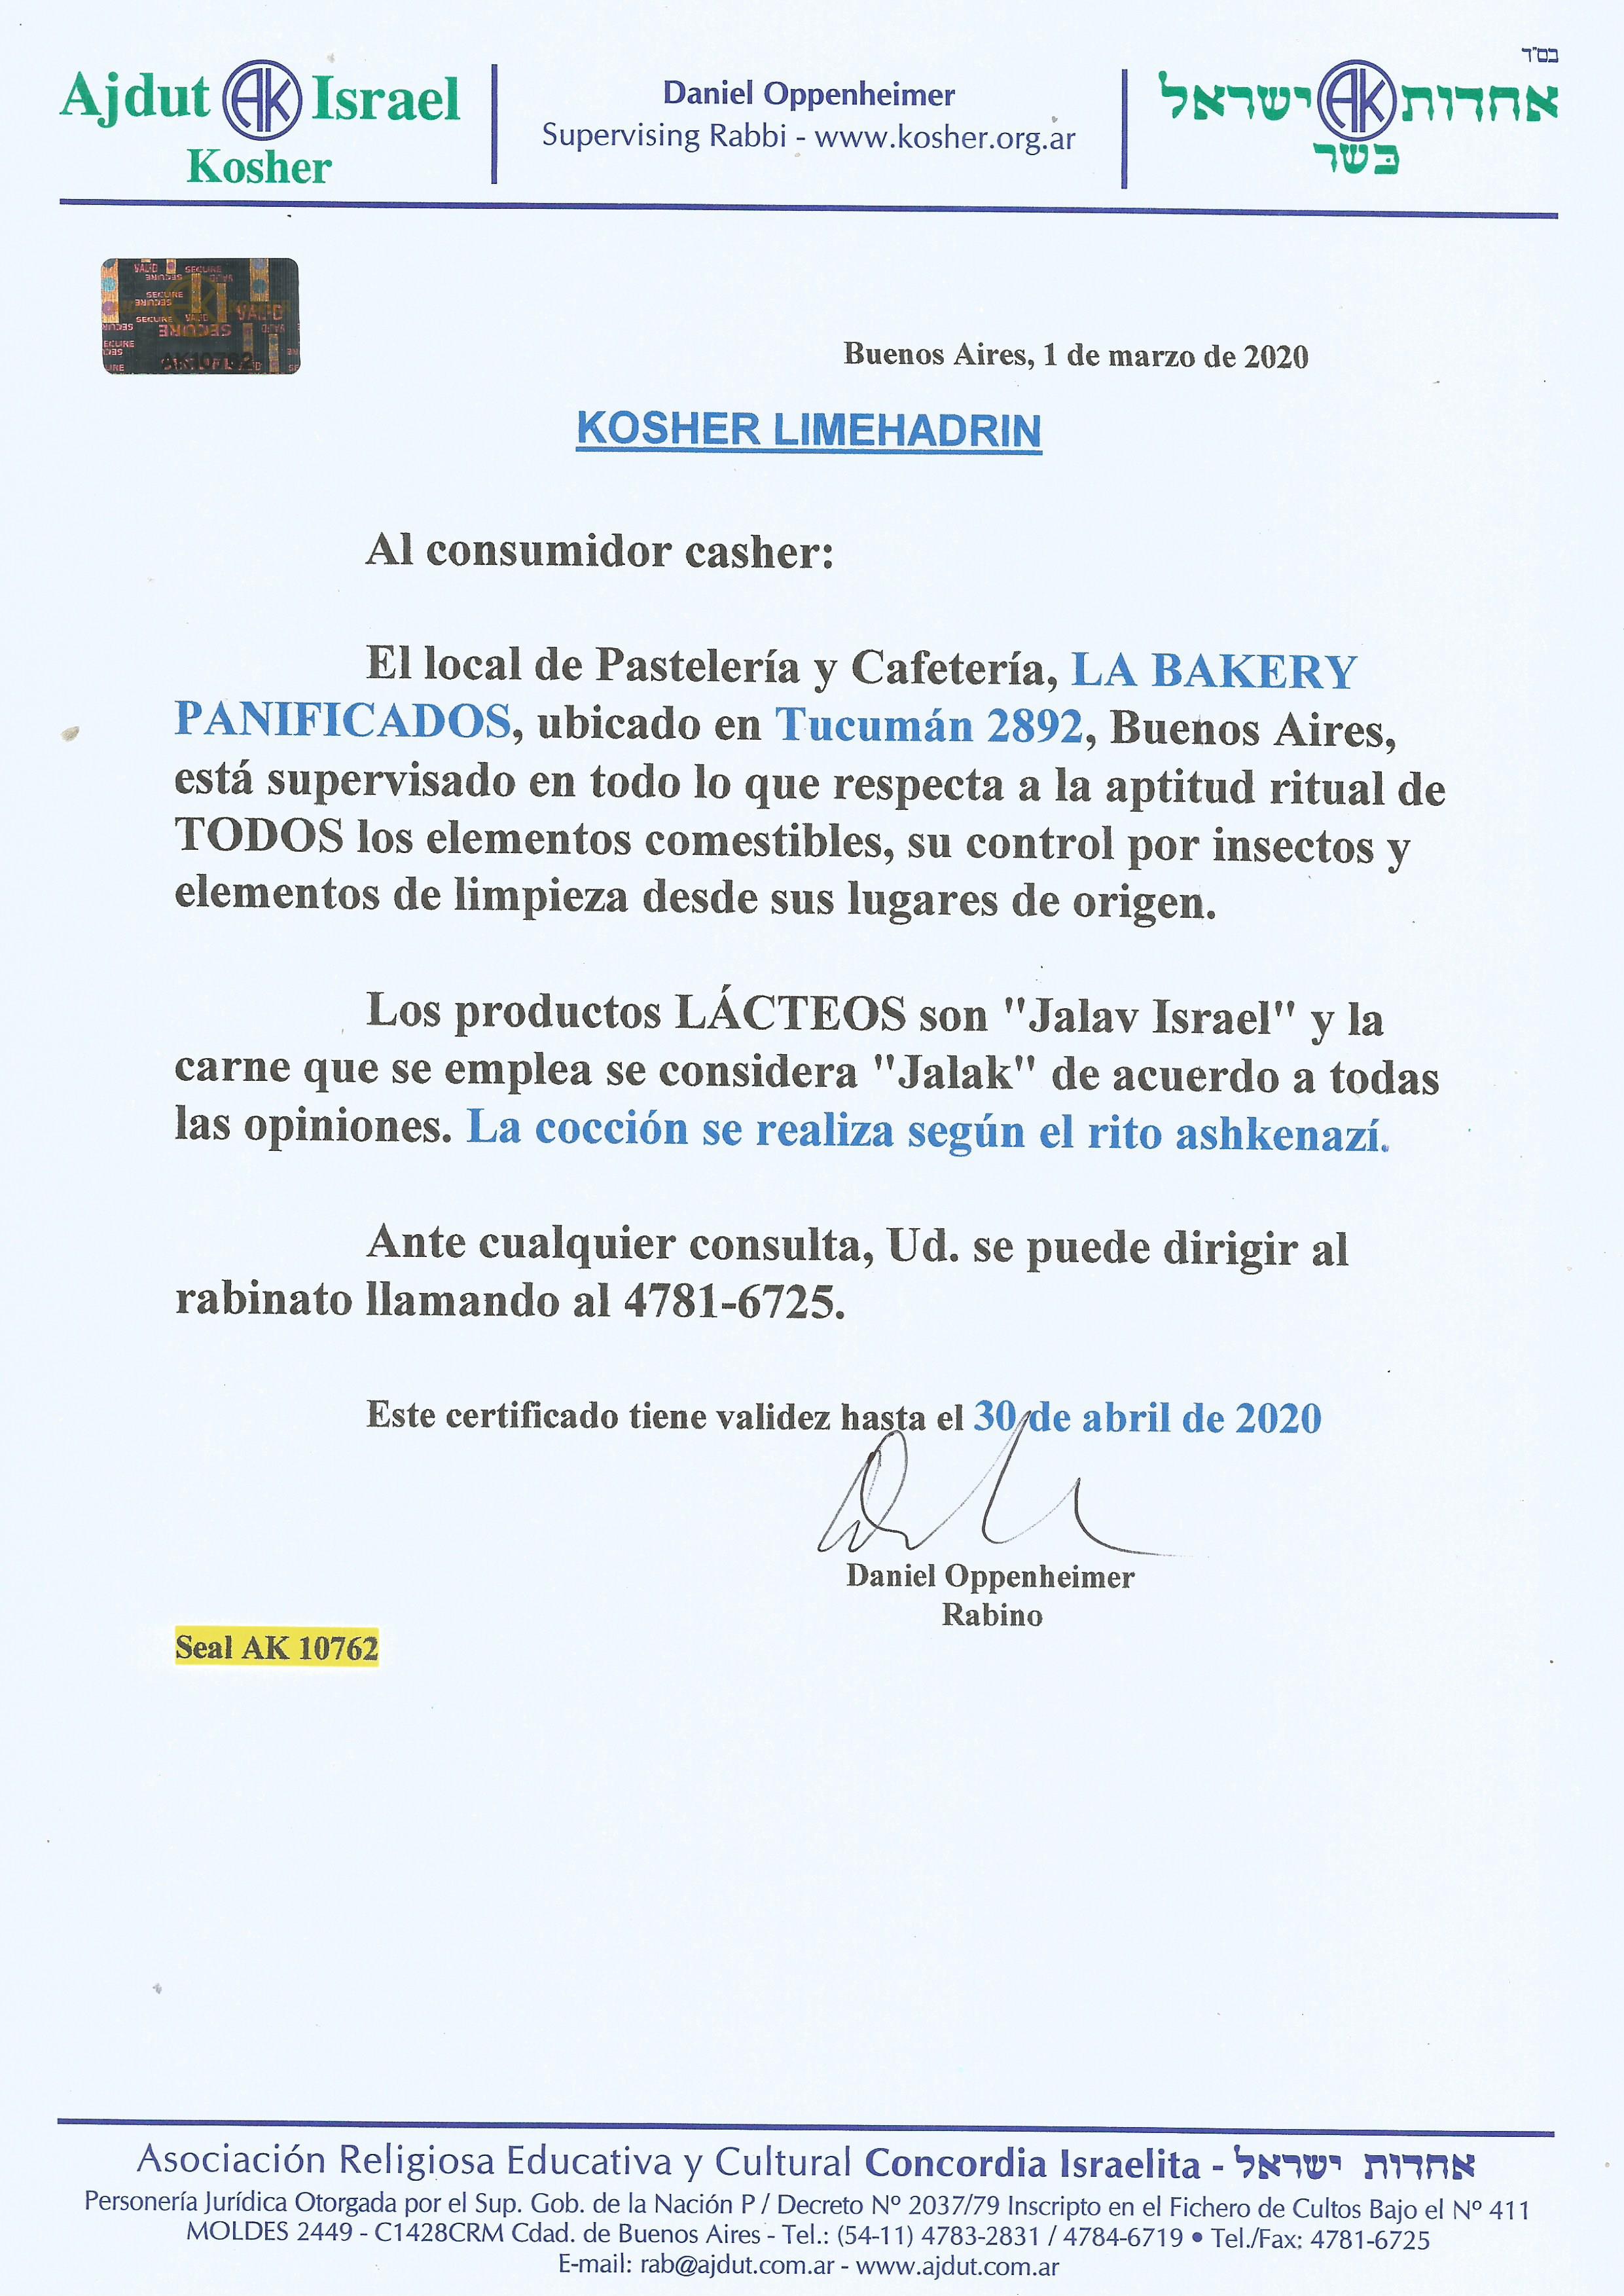 בס"ד
Ajdut AK Israel
Kosher
Daniel Oppenheimer
Supervising Rabbi - www.kosher.org.ar
אחדות AK ישראל
כשר
VALID SECURE
SECURE
SECURE
SECURE VALID
SECURE
VALID
Buenos Aires, 1 de marzo de 2020
KOSHER LIMEHADRIN
Al consumidor casher:
El local de Pastelería y Cafetería, LA BAKERY
PANIFICADOS, ubicado en Tucumán 2892, Buenos Aires,
está supervisado en todo lo que respecta a la aptitud ritual de
TODOS los elementos comestibles, su control por insectos y
elementos de limpieza desde sus lugares de origen.
Los productos LÁCTEOS son "Jalav Israel" y la
carne que se emplea se considera "Jalak" de acuerdo a todas
las opiniones. La cocción se realiza según el rito ashkenazí.
Ante cualquier consulta, Ud. se puede dirigir al
rabinato llamando al 4781-6725.
Este certificado tiene validez hasta el 30 de abril de 2020
Daniel Oppenheimer
Rabino
Seal AK 10762
Asociación Religiosa Educativa y Cultural Concordia Israelita - אחדות ישראל
Personería Jurídica Otorgada por el Sup. Gob. de la Nación P / Decreto Nº 2037/79 Inscripto en el Fichero de Cultos Bajo el Nº 411
MOLDES 2449 - C1428CRM Cdad. de Buenos Aires - Tel.: (54-11) 4783-2831 / 4784-6719 • Tel./Fax: 4781-6725
E-mail: rab@ajdut.com.ar - www.ajdut.com.ar